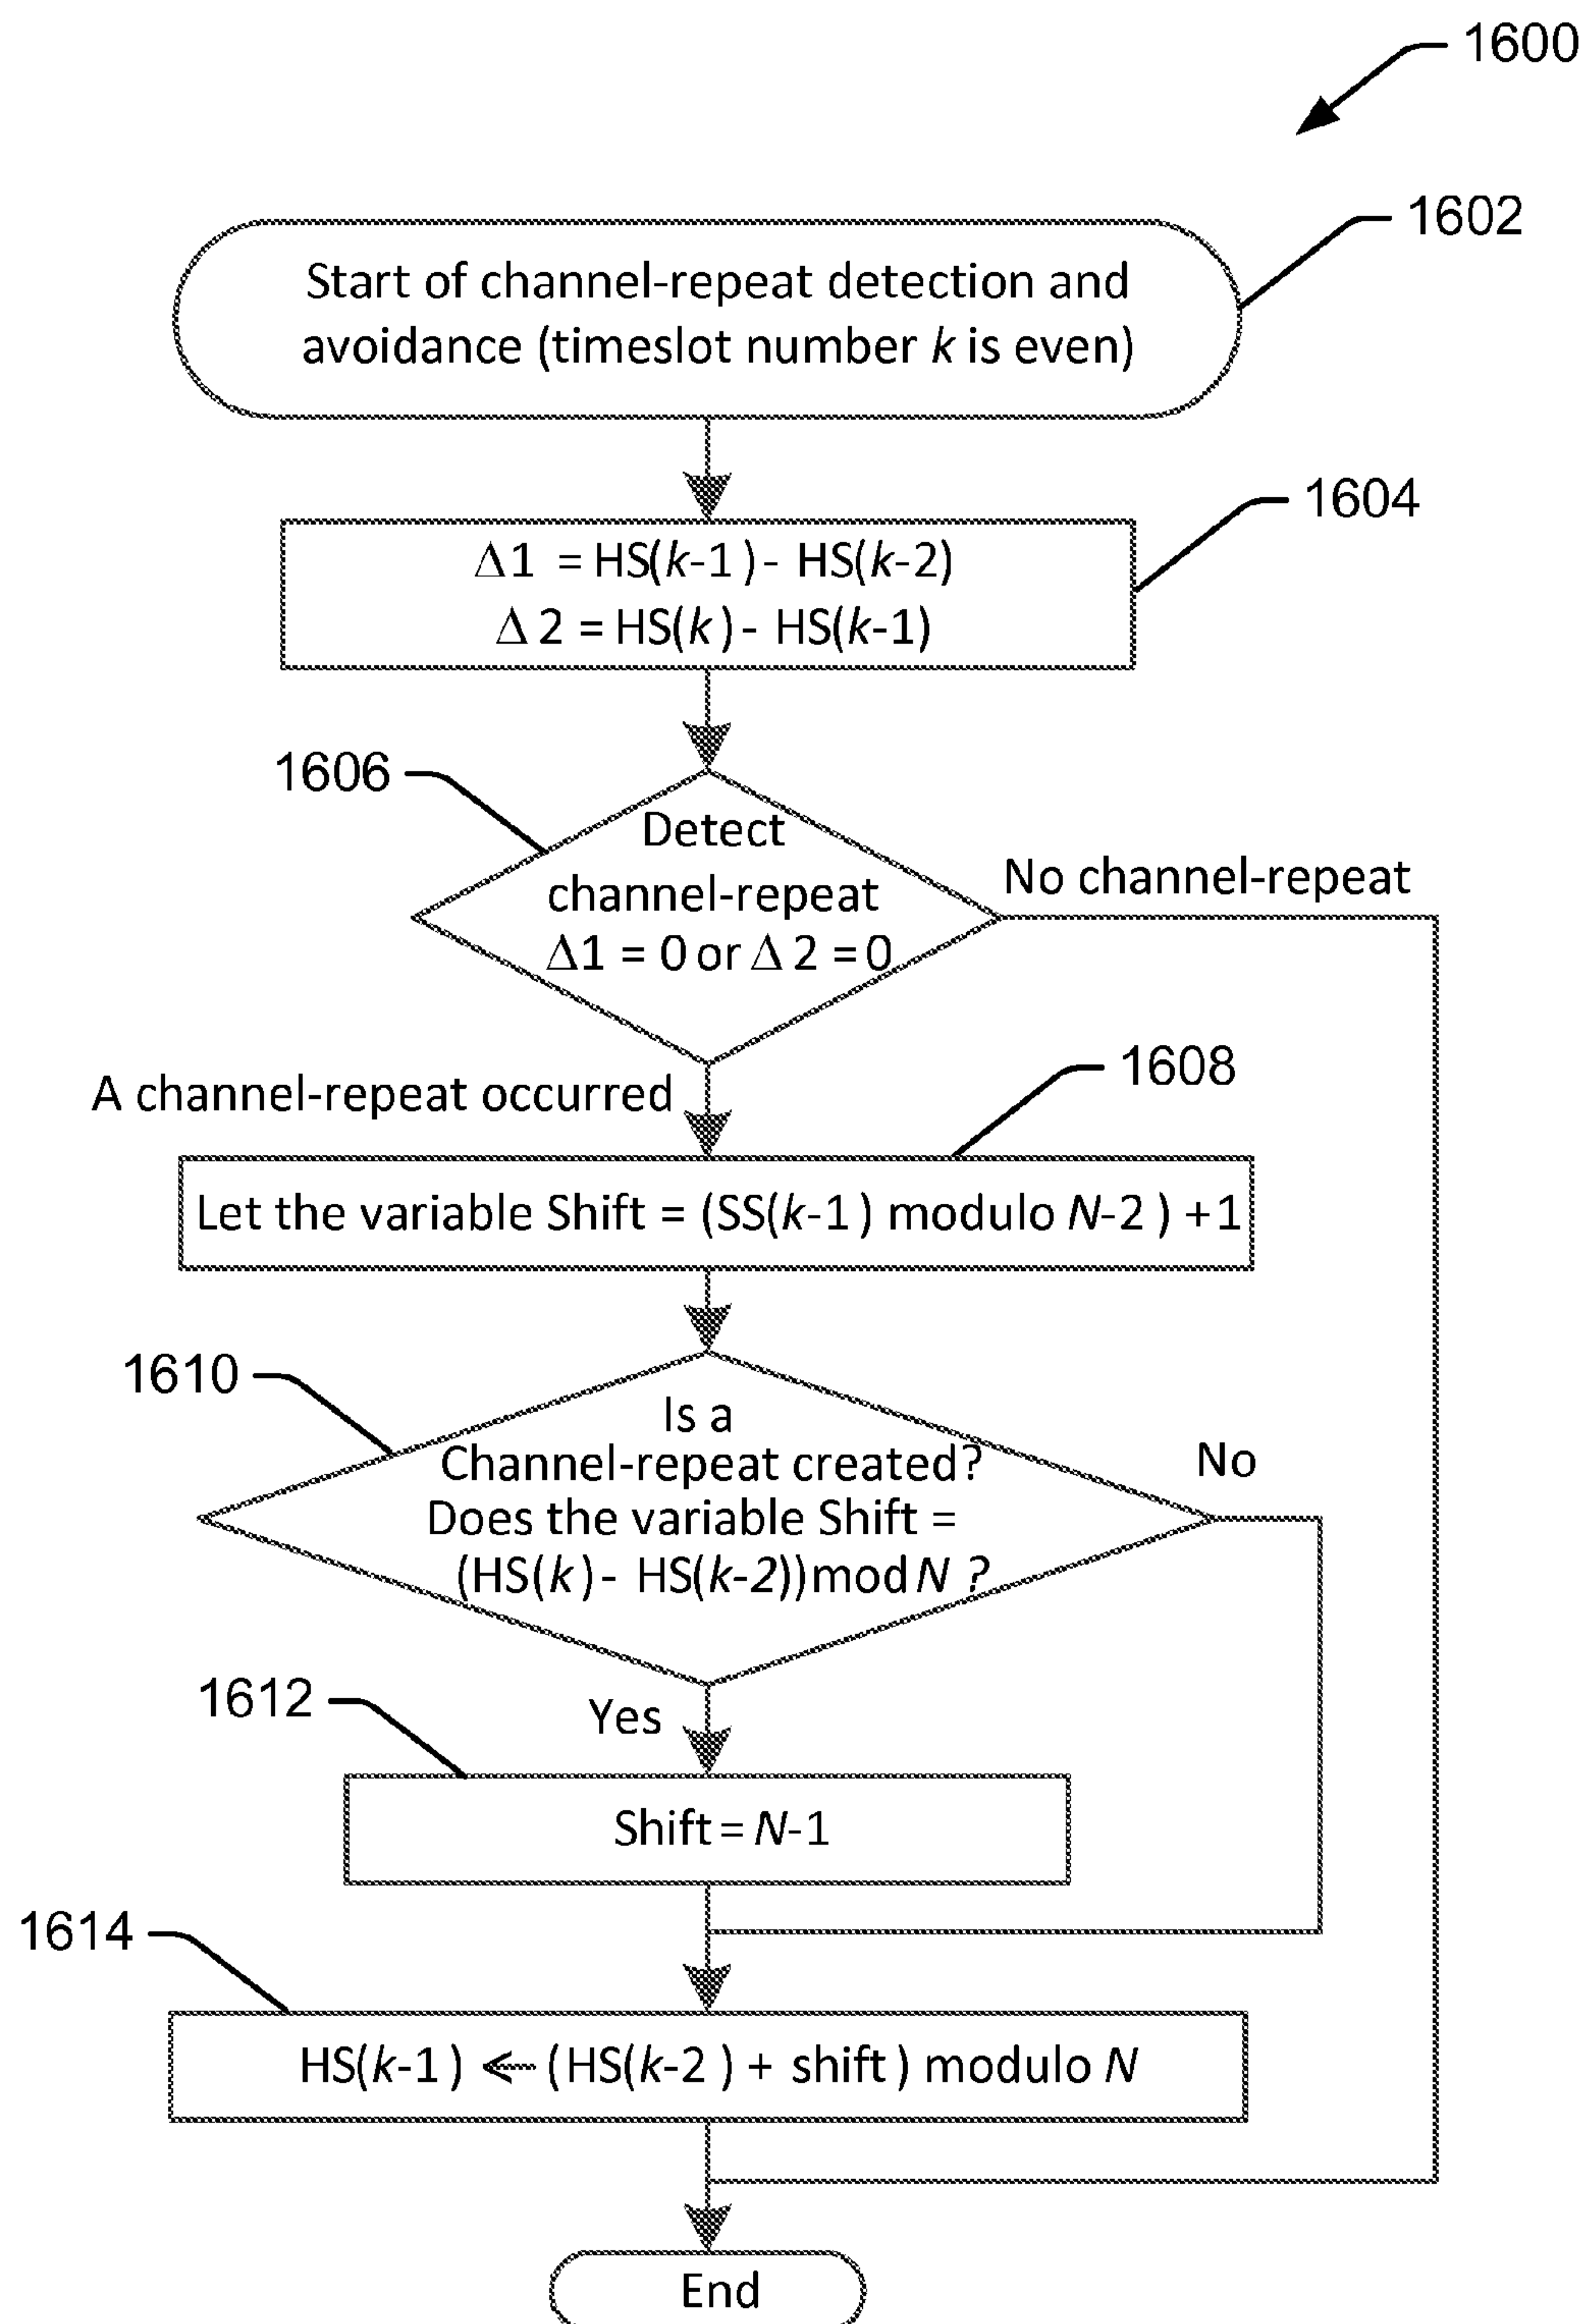 1600
1602
Start of channel-repeat detection and
avoidance (timeslot number k is even)
1604
Δ1 = HS(k-1) - HS(k-2)
Δ 2 = HS(k) - HS(k-1)
1606
Detect
channel-repeat
Δ1 = 0 or Δ 2 = 0
No channel-repeat
A channel-repeat occurred
1608
Let the variable Shift = (SS(k-1) modulo N-2 ) +1
1610
Is a
Channel-repeat created?
Does the variable Shift =
(HS(k) - HS(k-2))mod N ?
No
1612
Yes
Shift = N-1
1614
HS(k-1) <- (HS(k-2 ) + shift ) modulo N
End